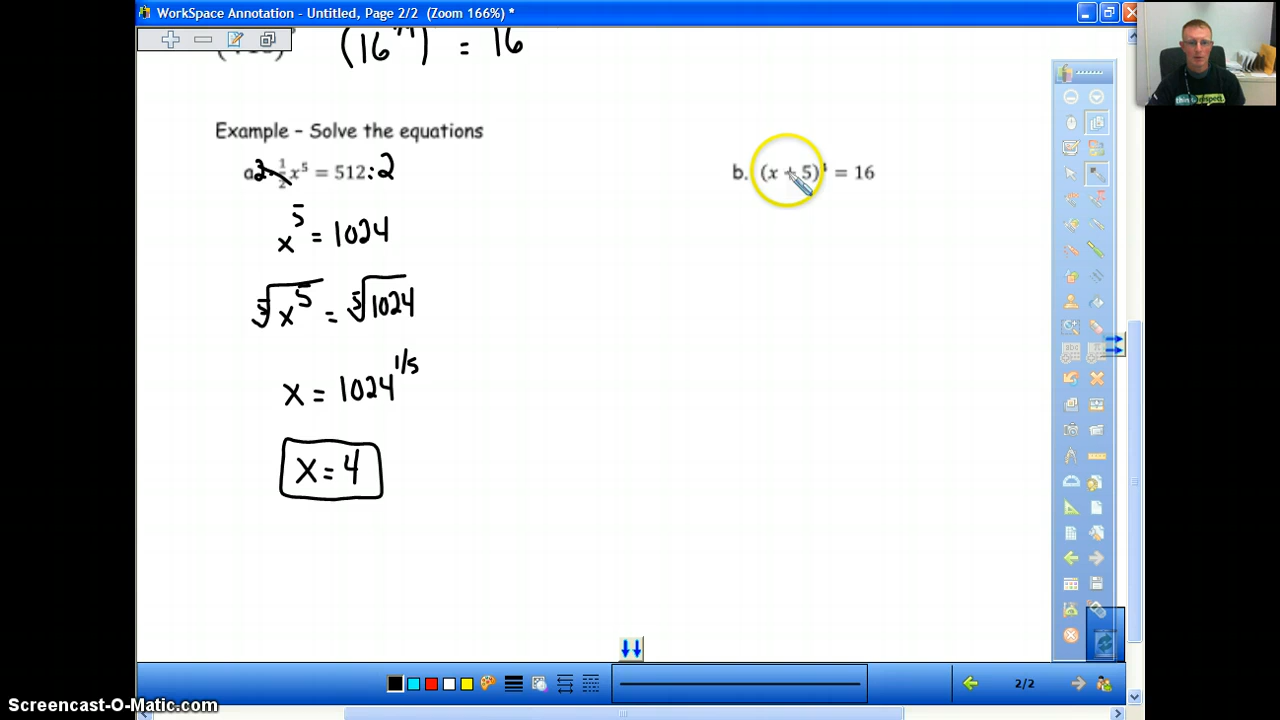 WorkSpace Annotation - Untitled, Page 2/2 (Zoom 166%) *
= 16
Example - Solve the equations
2· ½x⁵ = 512·2
b. (x + 5)⁴ = 16
x⁵ = 1024
⁵√x⁵ = ⁵√1024
x = 1024^1/5
x = 4
2/2
Screencast-O-Matic.com